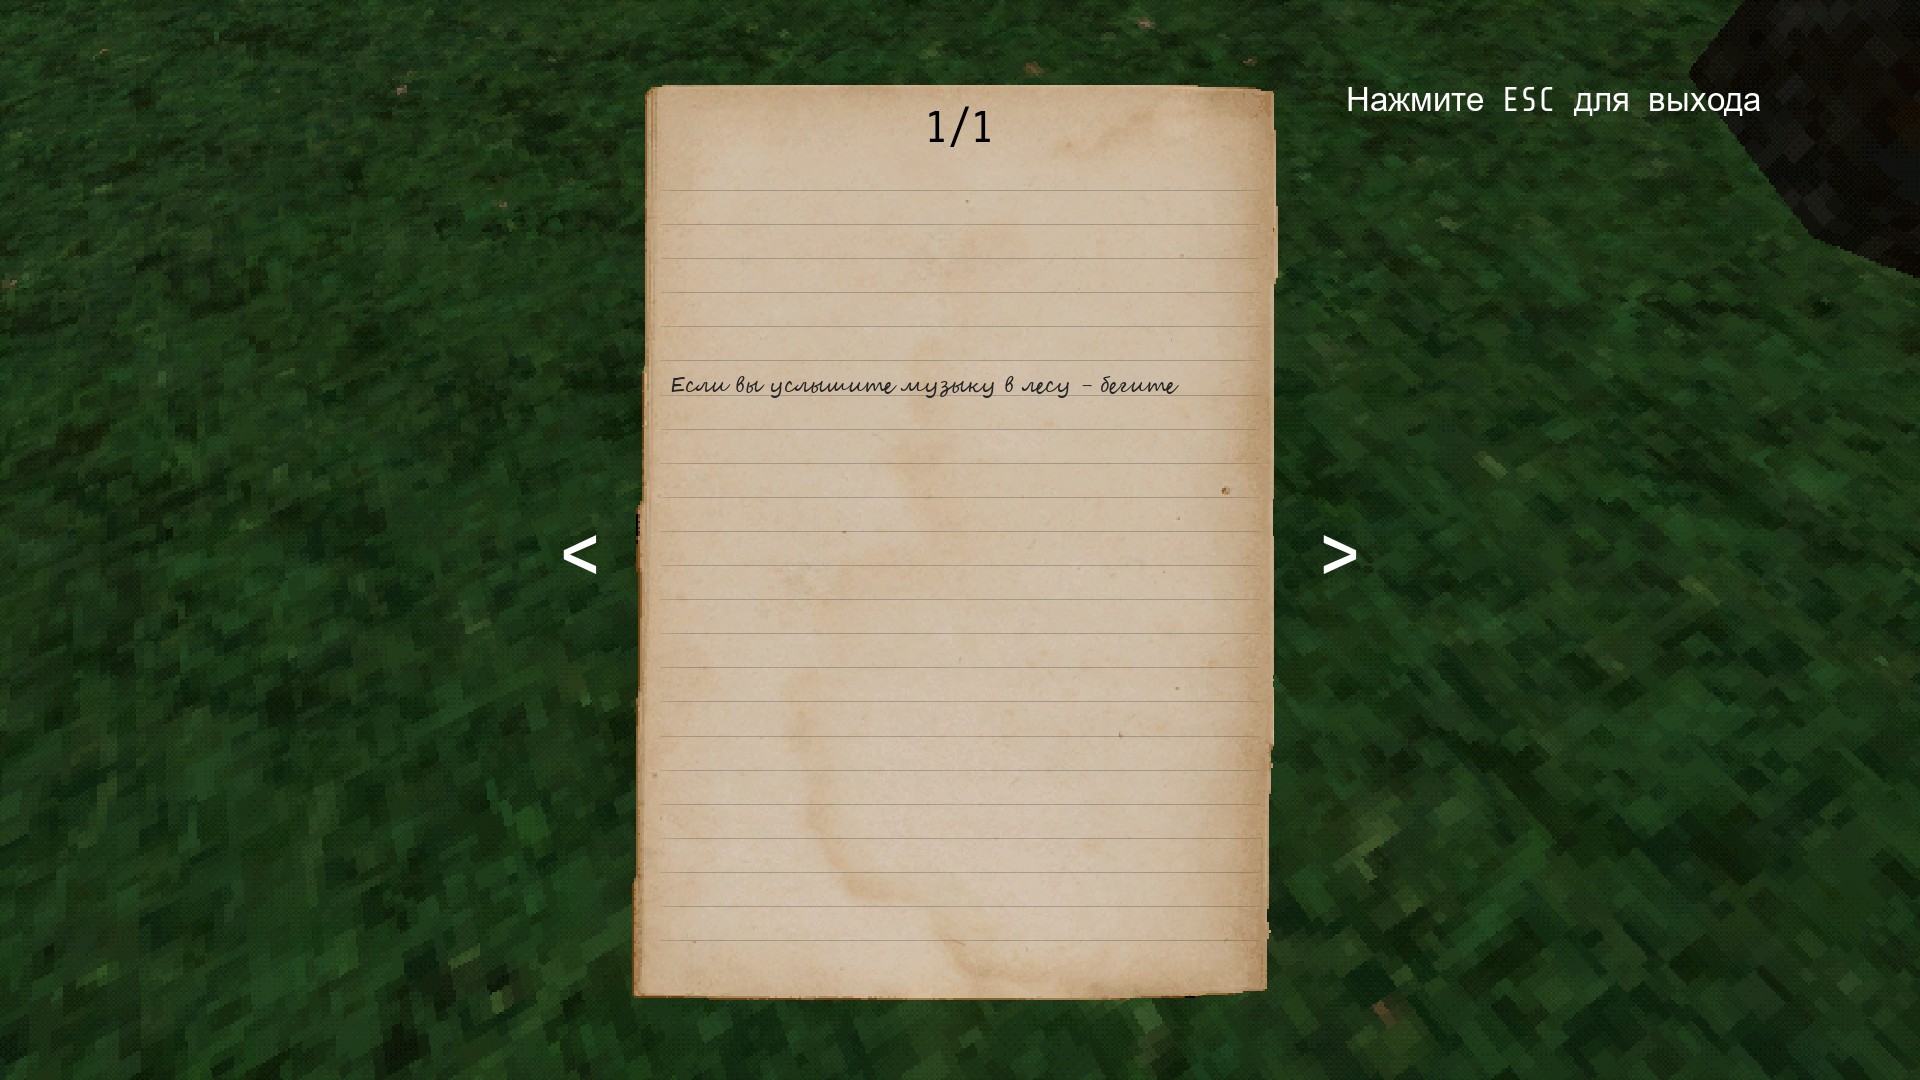 1/1
Нажмите ESC для выхода
Если вы услышите музыку в лесу - бегите
< >